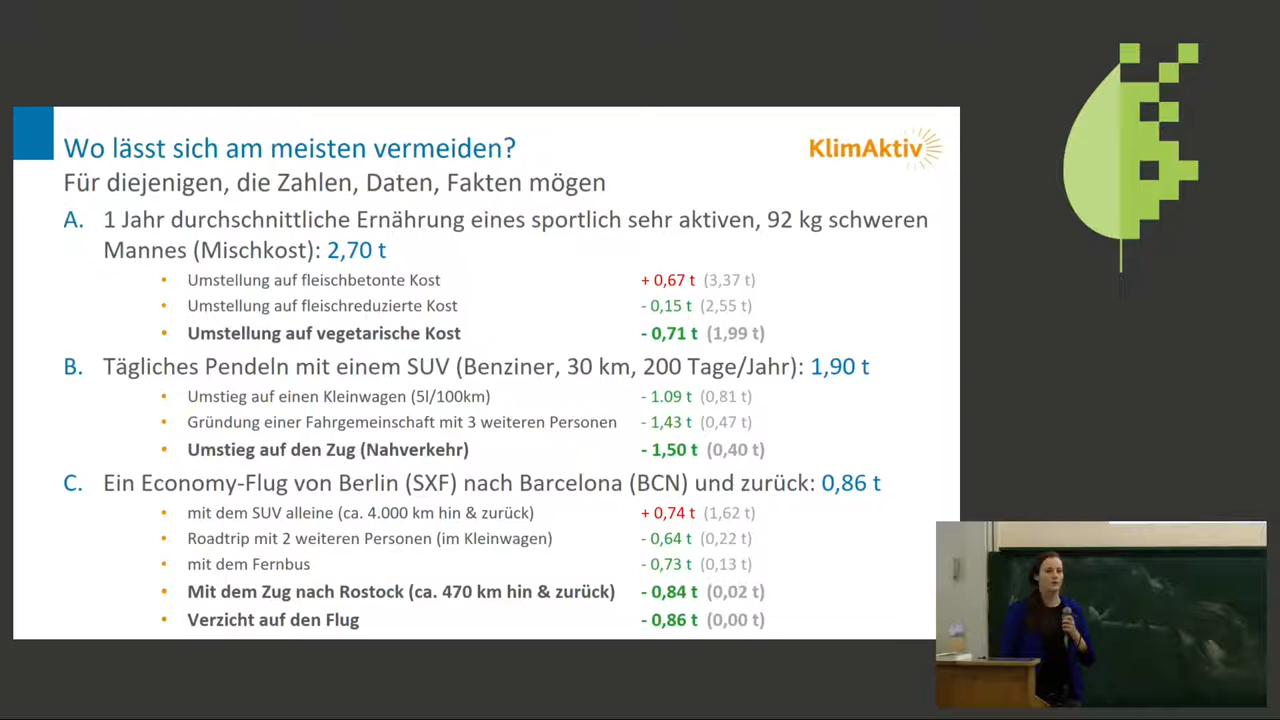 Wo lässt sich am meisten vermeiden?
KlimAktiv
Für diejenigen, die Zahlen, Daten, Fakten mögen
A. 1 Jahr durchschnittliche Ernährung eines sportlich sehr aktiven, 92 kg schweren
Mannes (Mischkost): 2,70 t
• Umstellung auf fleischbetonte Kost + 0,67 t (3,37 t)
• Umstellung auf fleischreduzierte Kost - 0,15 t (2,55 t)
• Umstellung auf vegetarische Kost - 0,71 t (1,99 t)
B. Tägliches Pendeln mit einem SUV (Benziner, 30 km, 200 Tage/Jahr): 1,90 t
• Umstieg auf einen Kleinwagen (5l/100km) - 1.09 t (0,81 t)
• Gründung einer Fahrgemeinschaft mit 3 weiteren Personen - 1,43 t (0,47 t)
• Umstieg auf den Zug (Nahverkehr) - 1,50 t (0,40 t)
C. Ein Economy-Flug von Berlin (SXF) nach Barcelona (BCN) und zurück: 0,86 t
• mit dem SUV alleine (ca. 4.000 km hin & zurück) + 0,74 t (1,62 t)
• Roadtrip mit 2 weiteren Personen (im Kleinwagen) - 0,64 t (0,22 t)
• mit dem Fernbus - 0,73 t (0,13 t)
• Mit dem Zug nach Rostock (ca. 470 km hin & zurück) - 0,84 t (0,02 t)
• Verzicht auf den Flug - 0,86 t (0,00 t)